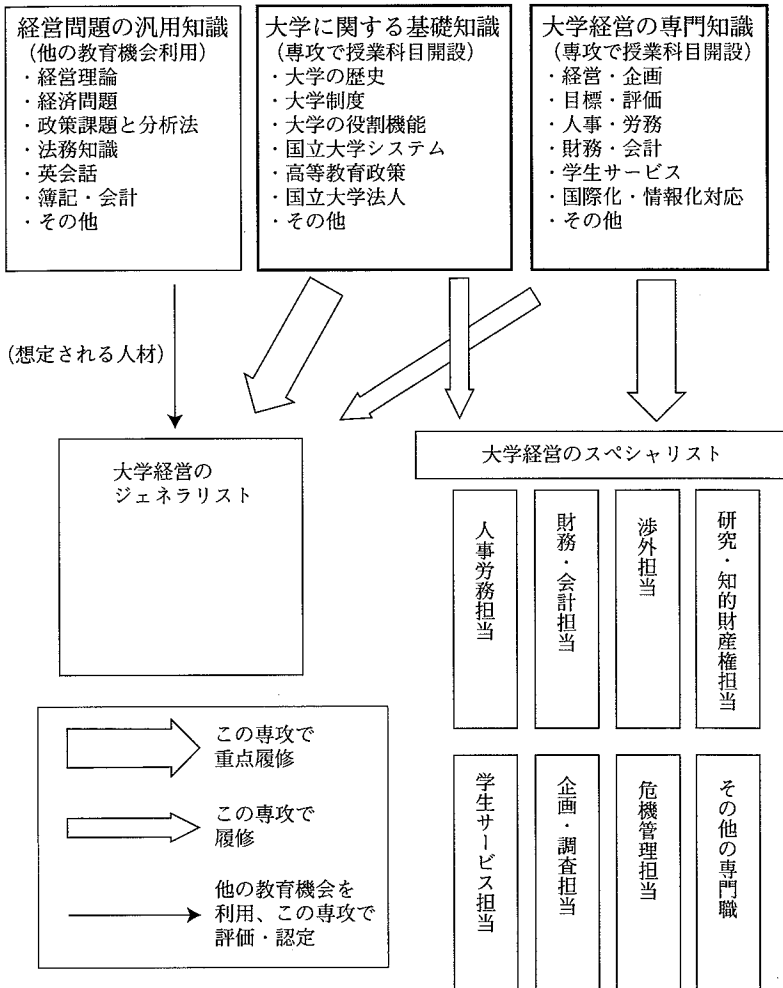 経営問題の汎用知識
(他の教育機会利用)
・経営理論
・経済問題
・政策課題と分析法
・法務知識
・英会話
・簿記・会計
・その他
大学に関する基礎知識
(専攻で授業科目開設)
・大学の歴史
・大学制度
・大学の役割機能
・国立大学システム
・高等教育政策
・国立大学法人
・その他
大学経営の専門知識
(専攻で授業科目開設)
・経営・企画
・目標・評価
・人事・労務
・財務・会計
・学生サービス
・国際化・情報化対応
・その他
(想定される人材)
大学経営の
ジェネラリスト
大学経営のスペシャリスト
人事労務担当
財務・会計担当
渉外担当
研究・知的財産権担当
学生サービス担当
企画・調査担当
危機管理担当
その他の専門職
この専攻で
重点履修
この専攻で
履修
他の教育機会を
利用、この専攻で
評価・認定